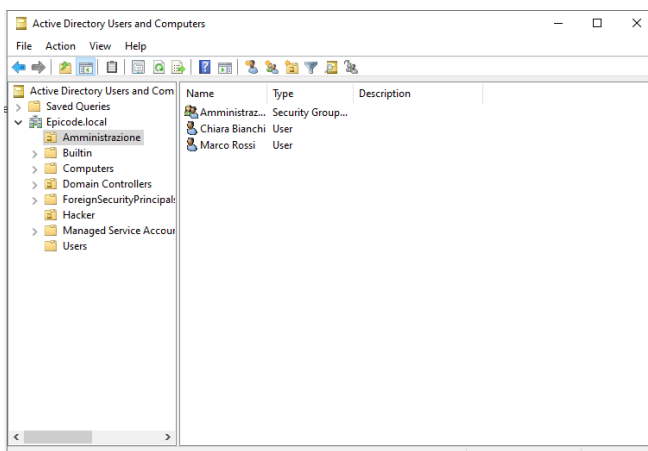 Active Directory Users and Computers
File Action View Help
Active Directory Users and Com
Saved Queries
Epicode.local
Amministrazione
Builtin
Computers
Domain Controllers
ForeignSecurityPrincipal
Hacker
Managed Service Accour
Users
Name Type Description
Amministraz... Security Group...
Chiara Bianchi User
Marco Rossi User